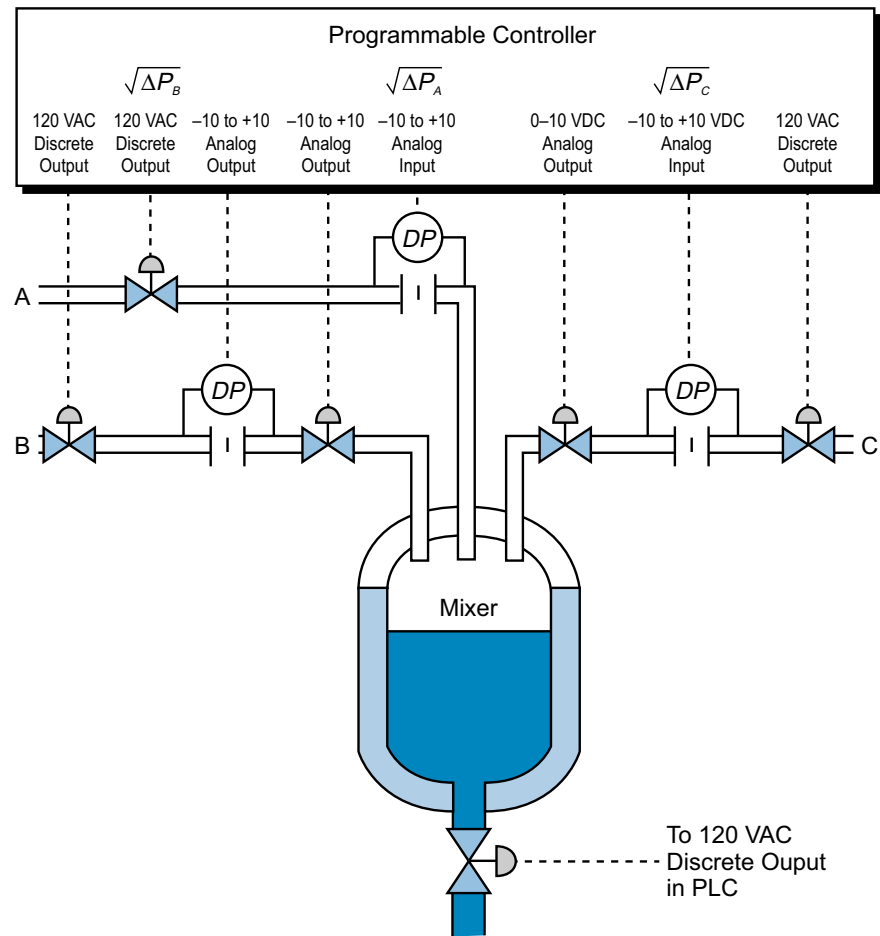 Programmable Controller
√ΔP_B
√ΔP_A
√ΔP_C
120 VAC
Discrete
Output
120 VAC
Discrete
Output
–10 to +10
Analog
Output
–10 to +10
Analog
Output
–10 to +10
Analog
Input
0–10 VDC
Analog
Output
–10 to +10 VDC
Analog
Input
120 VAC
Discrete
Output
DP
A
I
DP
DP
B
I
I
C
Mixer
To 120 VAC
Discrete Ouput
in PLC